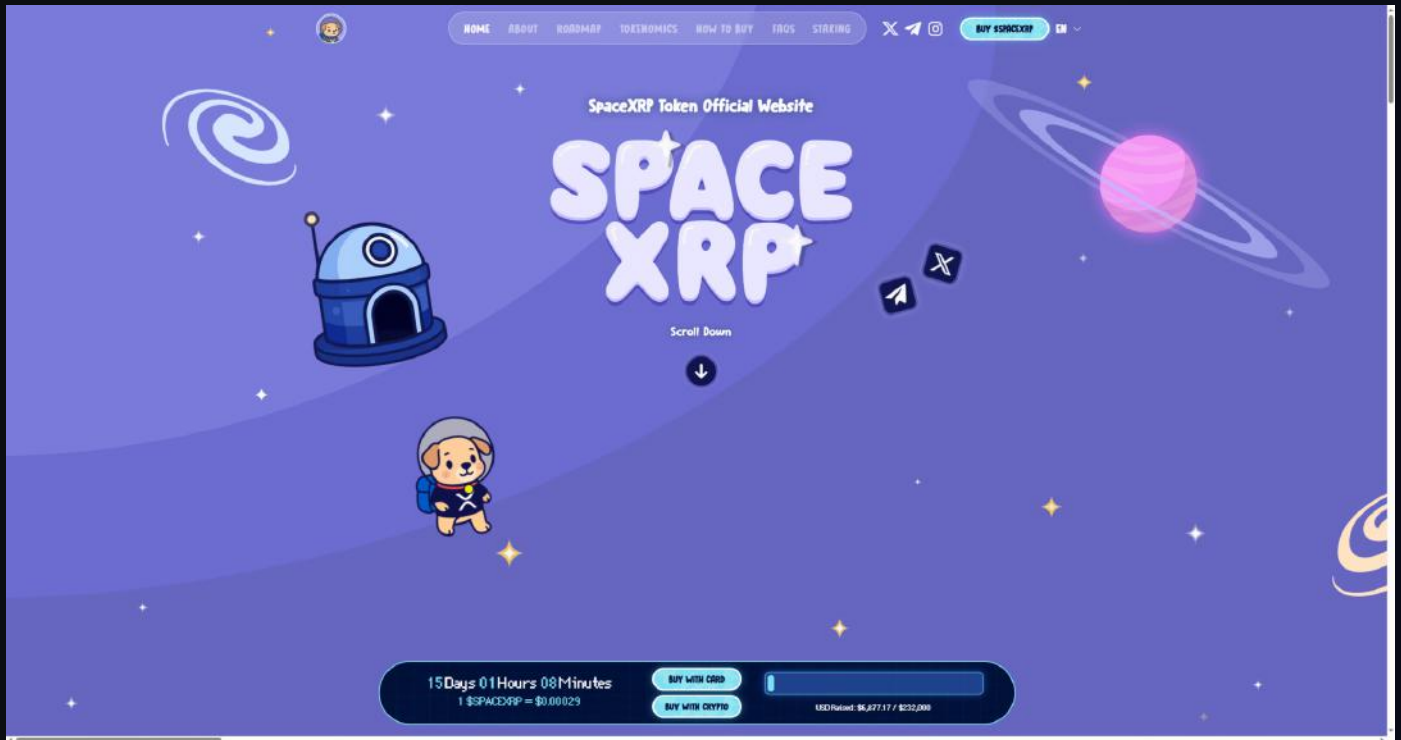 HOME ABOUT ROADMAP TOKENOMICS HOW TO BUY FAQS STAKING BUY $SPACEXRP EN
SpaceXRP Token Official Website
SPACE
XRP
Scroll Down
15Days 01Hours 08Minutes
1 $SPACEXRP = $0.00029
BUY WITH CARD
BUY WITH CRYPTO
USD Raised: $6,877.17 / $232,000